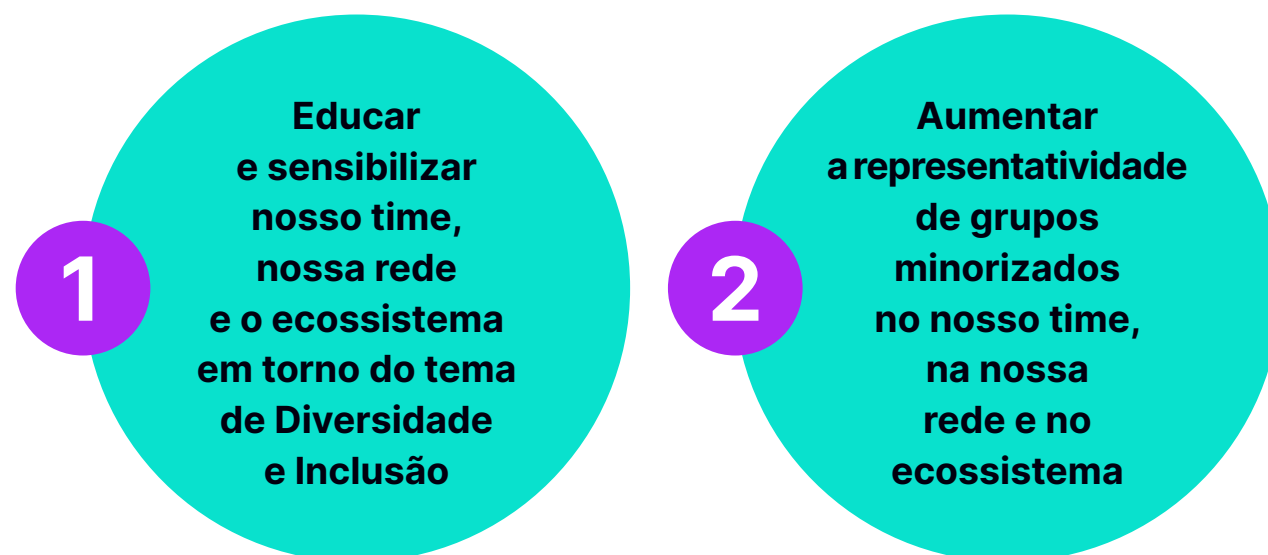 1
Educar
e sensibilizar
nosso time,
nossa rede
e o ecossistema
em torno do tema
de Diversidade
e Inclusão
2
Aumentar
a representatividade
de grupos
minorizados
no nosso time,
na nossa
rede e no
ecossistema